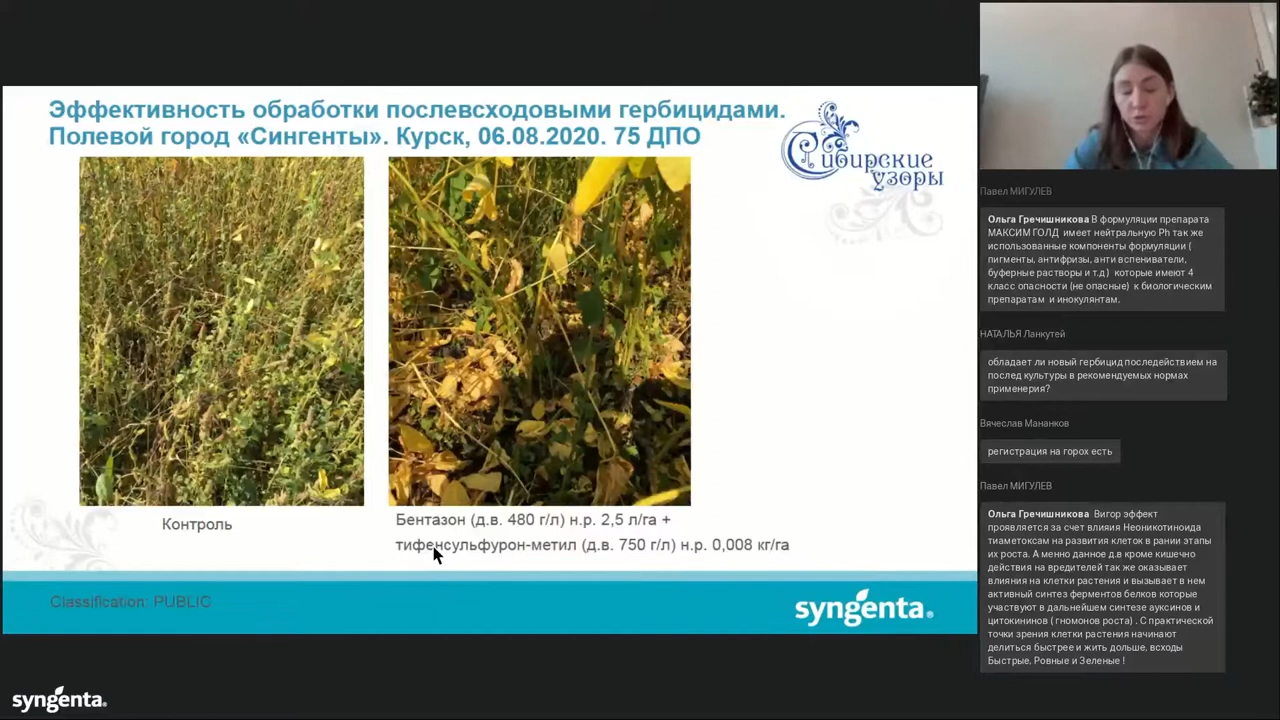 Эффективность обработки послевсходовыми гербицидами.
Полевой город «Сингенты». Курск, 06.08.2020. 75 ДПО
Сибирские
узоры
Контроль
Бентазон (д.в. 480 г/л) н.р. 2,5 л/га +
тифенсульфурон-метил (д.в. 750 г/л) н.р. 0,008 кг/га
Classification: PUBLIC
syngenta®
syngenta®
Павел МИГУЛЕВ
Ольга Гречишникова В формуляции препарата
МАКСИМ ГОЛД имеет нейтральную Ph так же
использованные компоненты формуляции (
пигменты, антифризы, анти вспениватели,
буферные растворы и т.д) которые имеют 4
класс опасности (не опасные) к биологическим
препаратам и инокулянтам.
НАТАЛЬЯ Ланкутей
обладает ли новый гербицид последействием на
послед культуры в рекомендуемых нормах
применерия?
Вячеслав Мананков
регистрация на горох есть
Павел МИГУЛЕВ
Ольга Гречишникова Вигор эффект
проявляется за счет влияия Неоникотиноида
тиаметоксам на развития клеток в рании этапы
их роста. А менно данное д.в кроме кишечно
действия на вредителей так же оказывает
влияния на клетки растения и вызывает в нем
активный синтез ферментов белков которые
участвуют в дальнейшем синтезе ауксинов и
цитокининов ( гномонов роста) . С практической
точки зрения клетки растения начинают
делиться быстрее и жить дольше, всходы
Быстрые. Ровные и Зеленые !